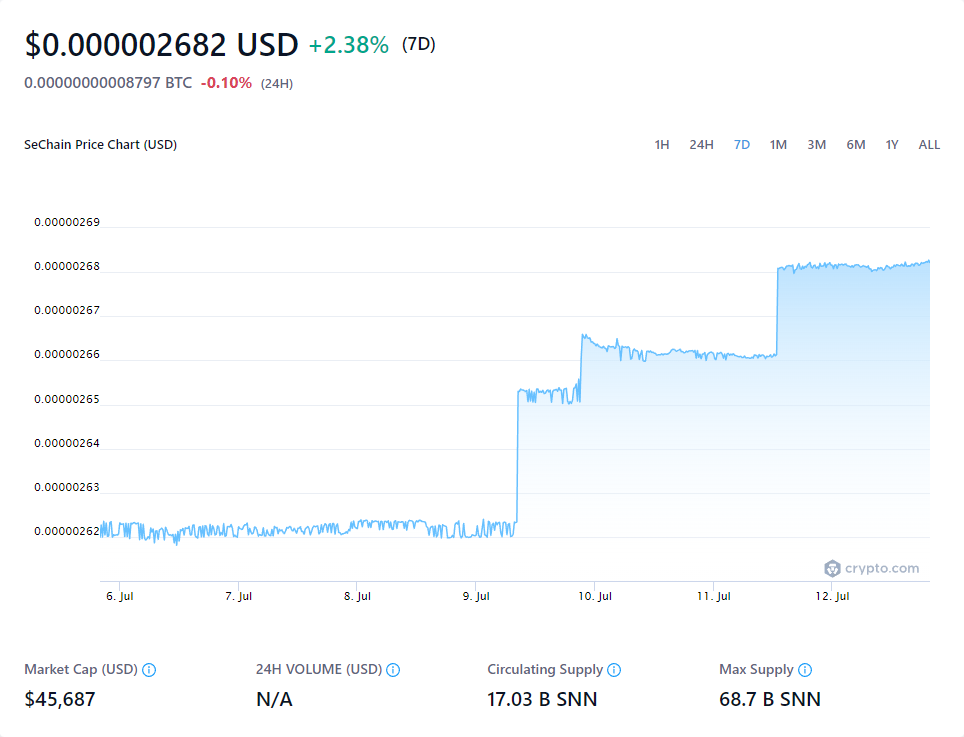 $0.000002682 USD +2.38% (7D)
0.00000000008797 BTC -0.10% (24H)
SeChain Price Chart (USD) 1H 24H 7D 1M 3M 6M 1Y ALL
0.00000269
0.00000268
0.00000267
0.00000266
0.00000265
0.00000264
0.00000263
0.00000262
crypto.com
6. Jul 7. Jul 8. Jul 9. Jul 10. Jul 11. Jul 12. Jul
Market Cap (USD) 24H VOLUME (USD) Circulating Supply Max Supply
$45,687 N/A 17.03 B SNN 68.7 B SNN